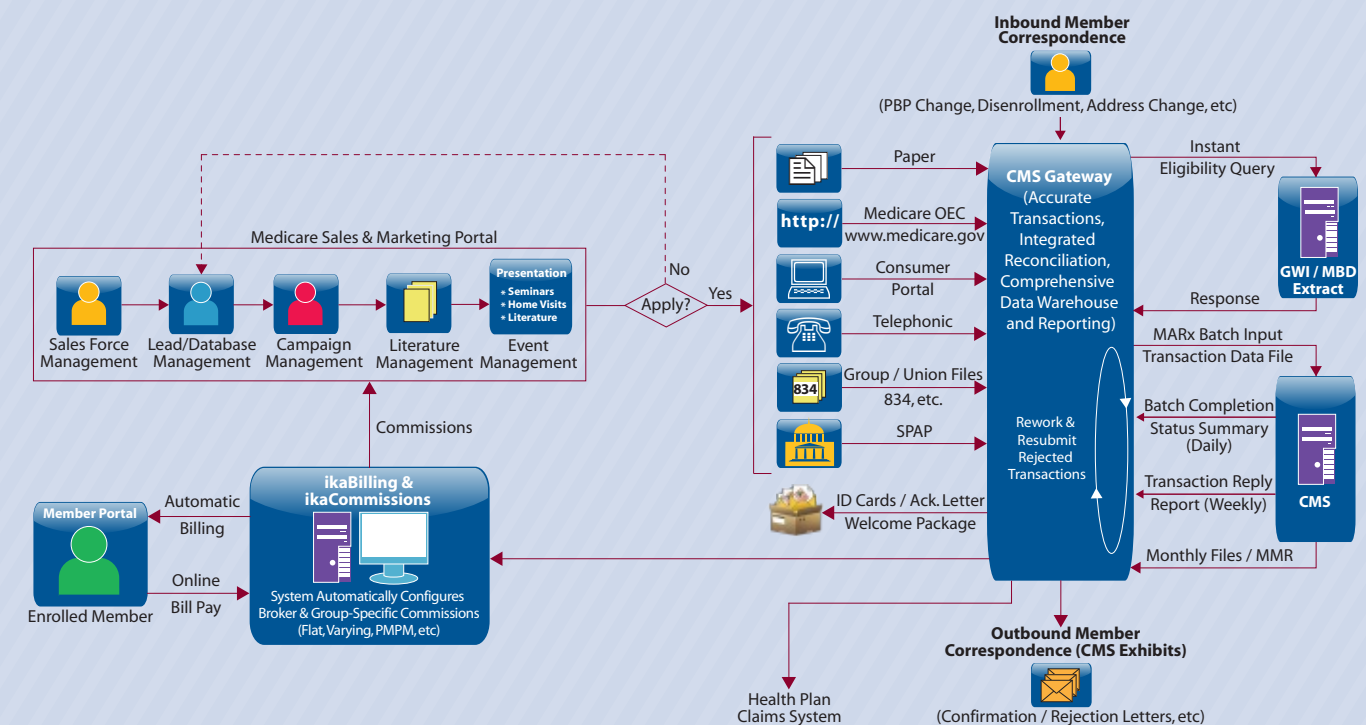 Inbound Member
Correspondence
(PBP Change, Disenrollment, Address Change, etc)
Medicare Sales & Marketing Portal
Sales Force
Management
Lead/Database
Management
Campaign
Management
Literature
Management
Presentation
* Seminars
* Home Visits
* Literature
Event
Management
No
Apply?
Yes
Paper
http://
Medicare OEC
www.medicare.gov
Consumer
Portal
Telephonic
834
Group / Union Files
834, etc.
SPAP
ID Cards / Ack. Letter
Welcome Package
CMS Gateway
(Accurate
Transactions,
Integrated
Reconciliation,
Comprehensive
Data Warehouse
and Reporting)
Rework &
Resubmit
Rejected
Transactions
Instant
Eligibility Query
GWI / MBD
Extract
Response
MARx Batch Input
Transaction Data File
Batch Completion
Status Summary
(Daily)
Transaction Reply
Report (Weekly)
CMS
Monthly Files / MMR
Commissions
ikaBilling &
ikaCommissions
System Automatically Configures
Broker & Group-Specific Commissions
(Flat, Varying, PMPM, etc)
Automatic
Billing
Online
Bill Pay
Member Portal
Enrolled Member
Outbound Member
Correspondence (CMS Exhibits)
(Confirmation / Rejection Letters, etc)
Health Plan
Claims System